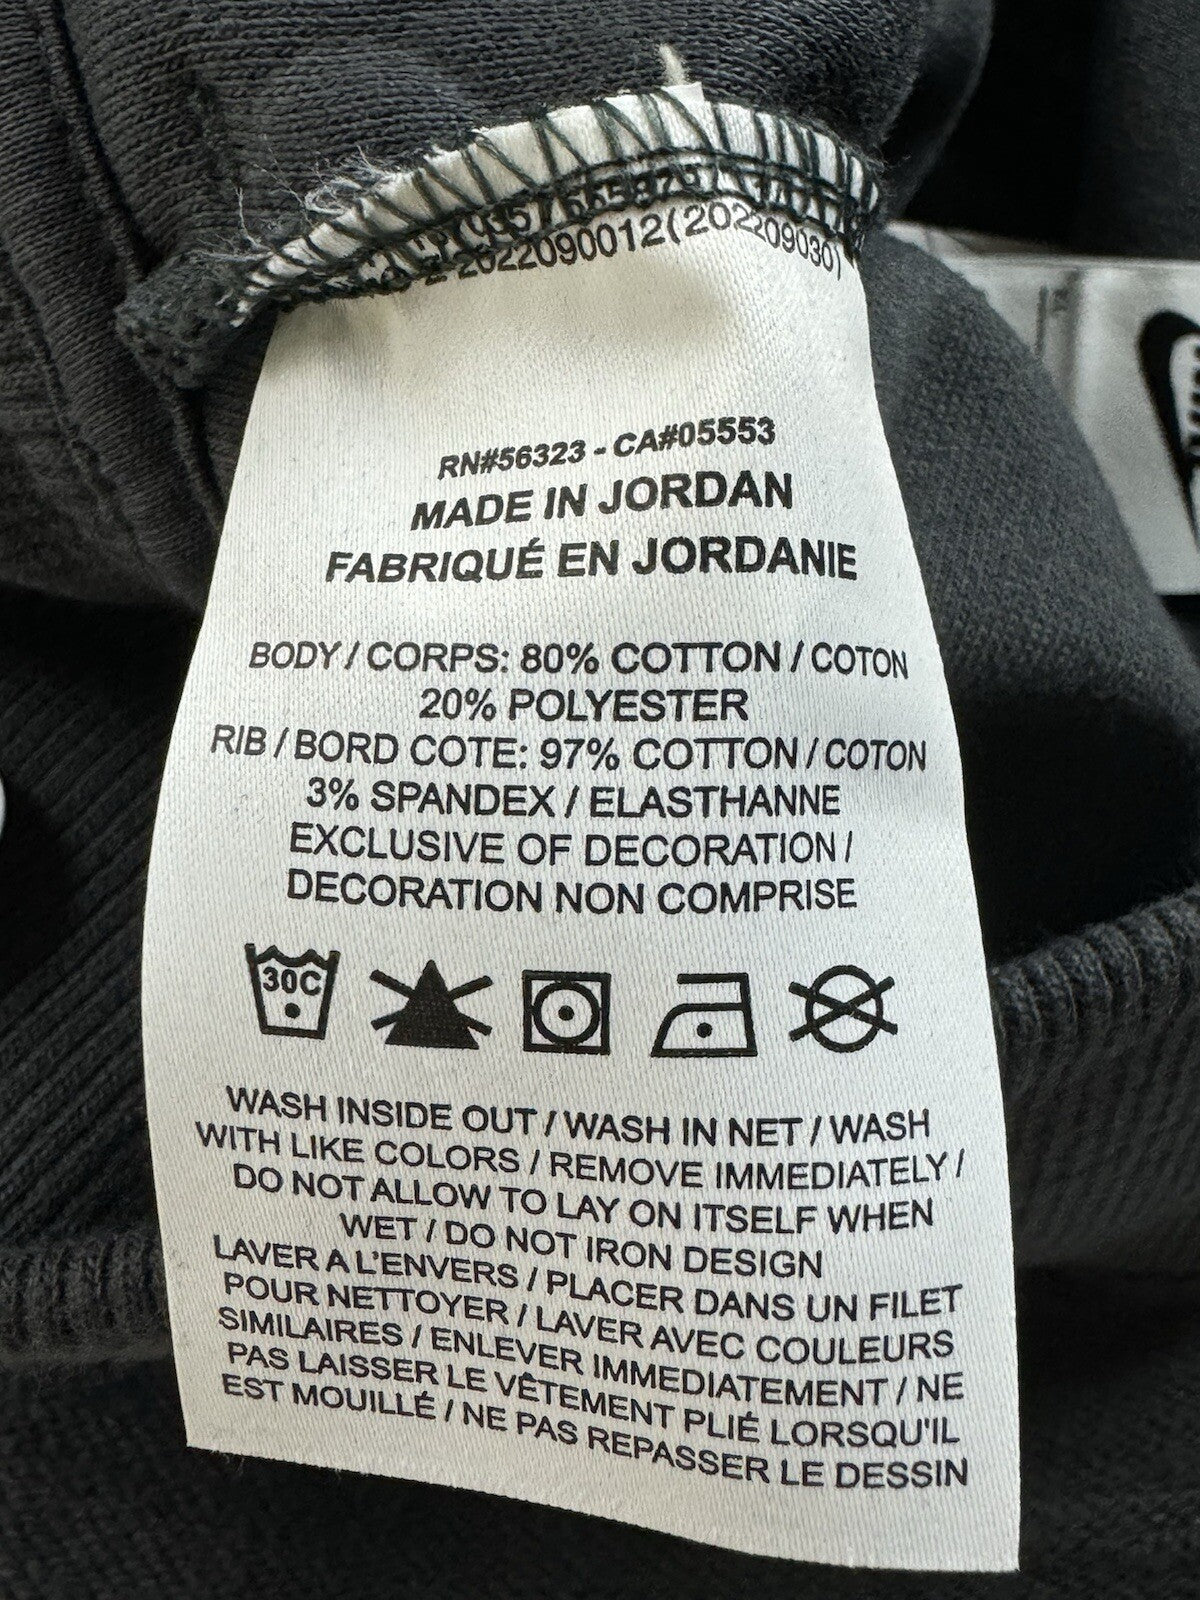 2022090012(2022090301
RN#56323 - CA#05553
MADE IN JORDAN
FABRIQUÉ EN JORDANIE
BODY / CORPS: 80% COTTON / COTON
20% POLYESTER
RIB / BORD COTE: 97% COTTON / COTON
3% SPANDEX / ELASTHANNE
EXCLUSIVE OF DECORATION /
DECORATION NON COMPRISE
30C
WASH INSIDE OUT / WASH IN NET / WASH
WITH LIKE COLORS / REMOVE IMMEDIATELY /
DO NOT ALLOW TO LAY ON ITSELF WHEN
WET / DO NOT IRON DESIGN
LAVER A L'ENVERS / PLACER DANS UN FILET
POUR NETTOYER / LAVER AVEC COULEURS
SIMILAIRES / ENLEVER IMMEDIATEMENT / NE
PAS LAISSER LE VÊTEMENT PLIÉ LORSQU'IL
EST MOUILLÉ / NE PAS REPASSER LE DESSIN